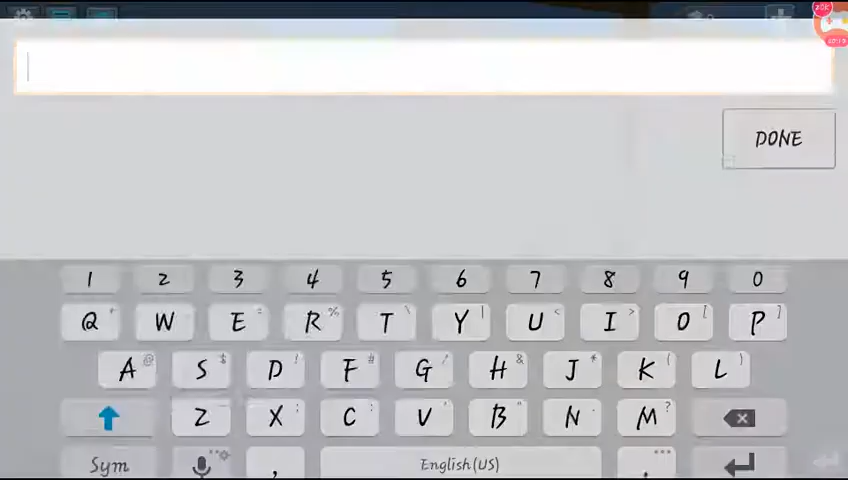 DONE
1 2 3 4 5 6 7 8 9 0
Q + W E = R % T \ Y | U < I > O [ P ]
A @ S $ D ! F # G / H & J * K ( L )
Z X C V B N M ?
Sym , English(US) .